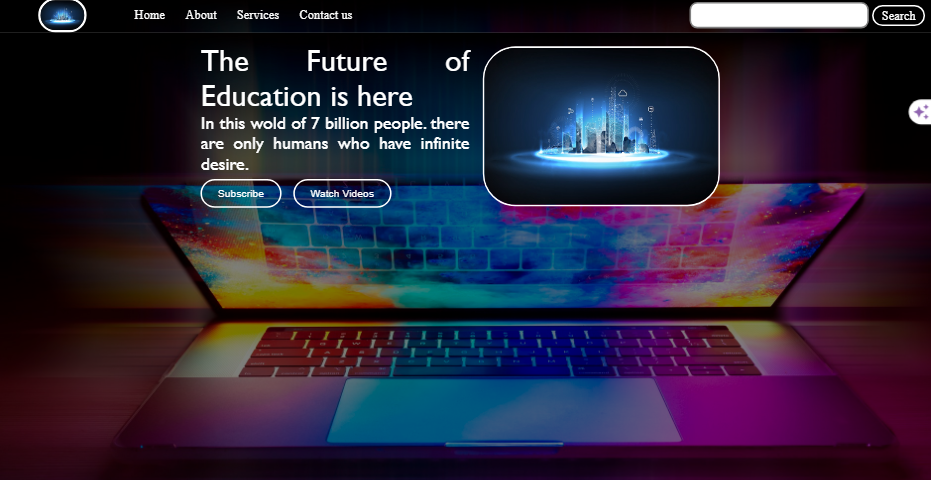 Home About Services Contact us
Search
The Future of
Education is here
In this wold of 7 billion people. there
are only humans who have infinite
desire.
Subscribe Watch Videos